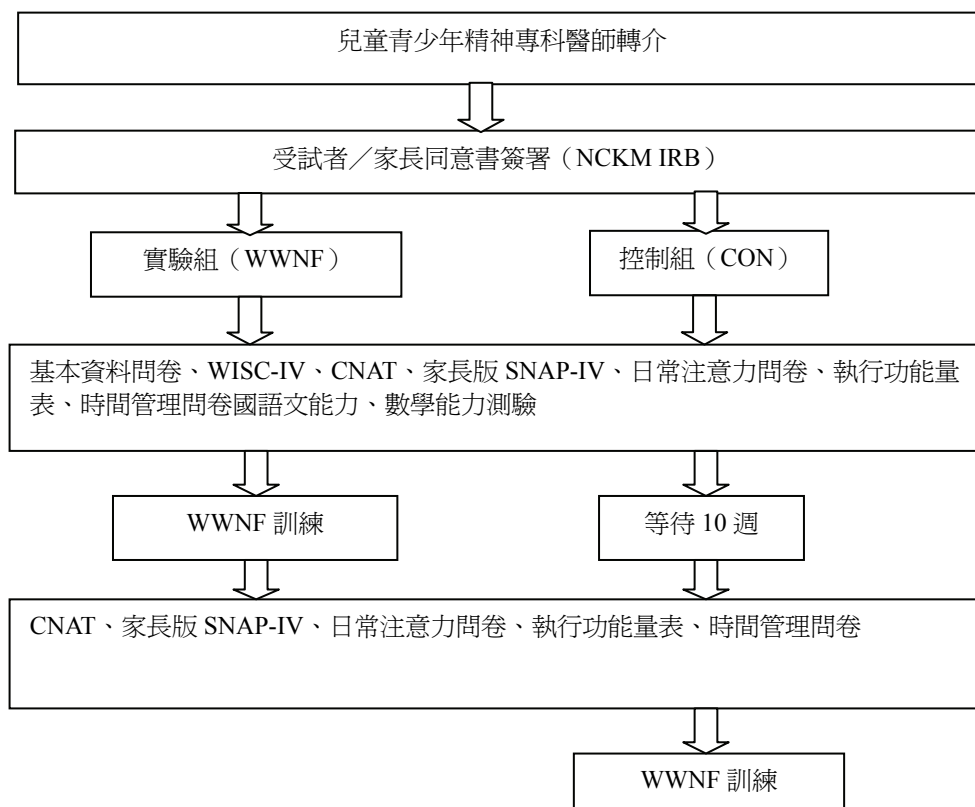 兒童青少年精神專科醫師轉介
受試者／家長同意書簽署（NCKM IRB）
實驗組（WWNF）
控制組（CON）
基本資料問卷、WISC-IV、CNAT、家長版 SNAP-IV、日常注意力問卷、執行功能量
表、時間管理問卷國語文能力、數學能力測驗
WWNF 訓練
等待 10 週
CNAT、家長版 SNAP-IV、日常注意力問卷、執行功能量表、時間管理問卷
WWNF 訓練